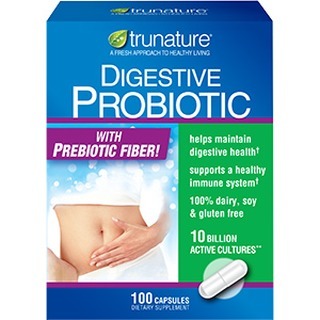 trunature®
A FRESH APPROACH TO HEALTHY LIVING
DIGESTIVE
PROBIOTIC
WITH
PREBIOTIC FIBER!
helps maintain
digestive health†
supports a healthy
immune system†
100% dairy, soy
& gluten free
10 BILLION
ACTIVE CULTURES**
100 CAPSULES
DIETARY SUPPLEMENT